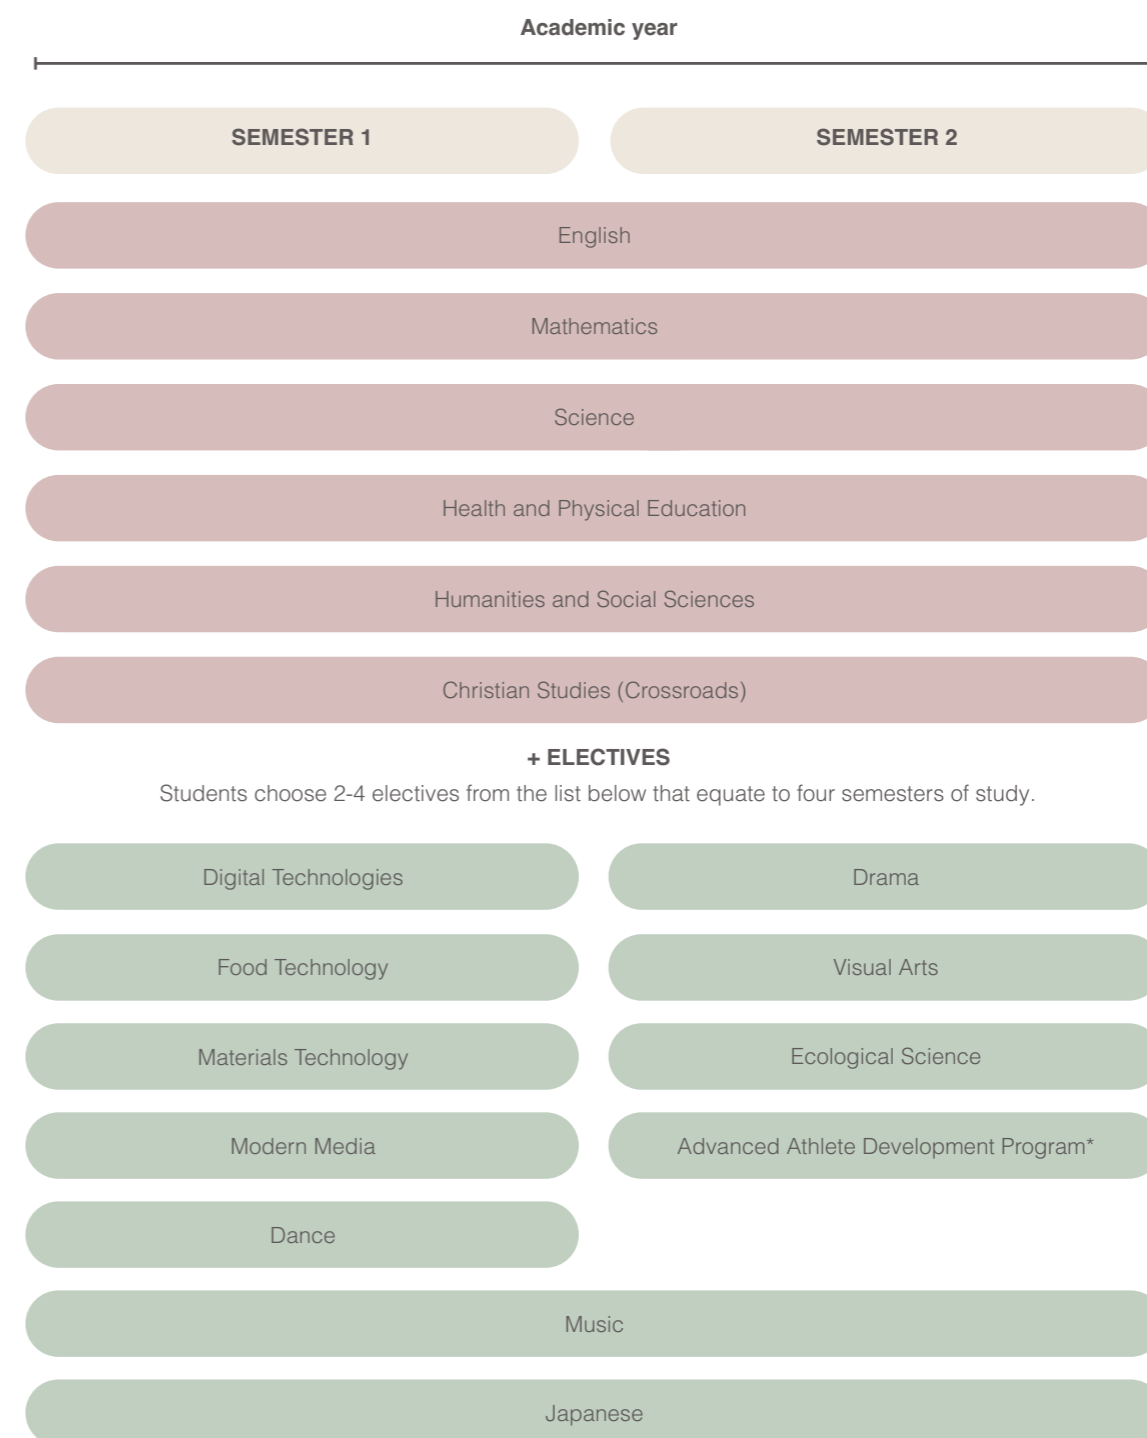 Academic year
SEMESTER 1
SEMESTER 2
English
Mathematics
Science
Health and Physical Education
Humanities and Social Sciences
Christian Studies (Crossroads)
+ ELECTIVES
Students choose 2-4 electives from the list below that equate to four semesters of study.
Digital Technologies
Drama
Food Technology
Visual Arts
Materials Technology
Ecological Science
Modern Media
Advanced Athlete Development Program*
Dance
Music
Japanese